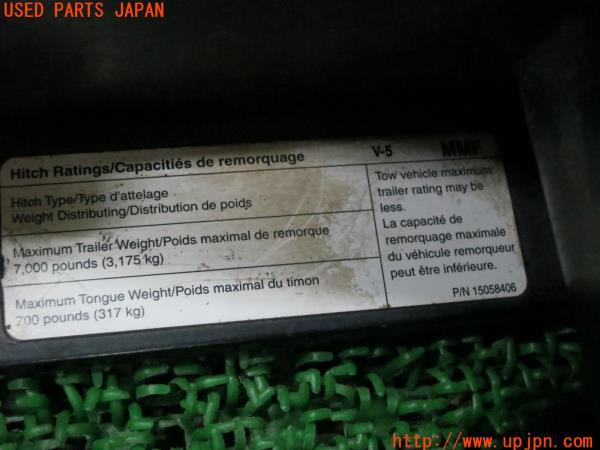 USED PARTS JAPAN
Hitch Ratings/Capacitiés de remorquage V-5 MMF
Hitch Type/Type d'attelage
Weight Distributing/Distribution de poids
Maximum Trailer Weight/Poids maximal de remorque
7,000 pounds (3,175 kg)
Maximum Tongue Weight/Poids maximal du timon
700 pounds (317 kg)
Tow vehicle maximum
trailer rating may be
less.
La capacité de
remorquage maximale
du véhicule remorqueur
peut être inférieure.
P/N 15058406
http://www.upjpn.com/